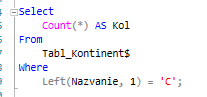 Select
Count(*) AS Kol
From
Tabl_Kontinent$
Where
Left(Nazvanie, 1) = 'C';